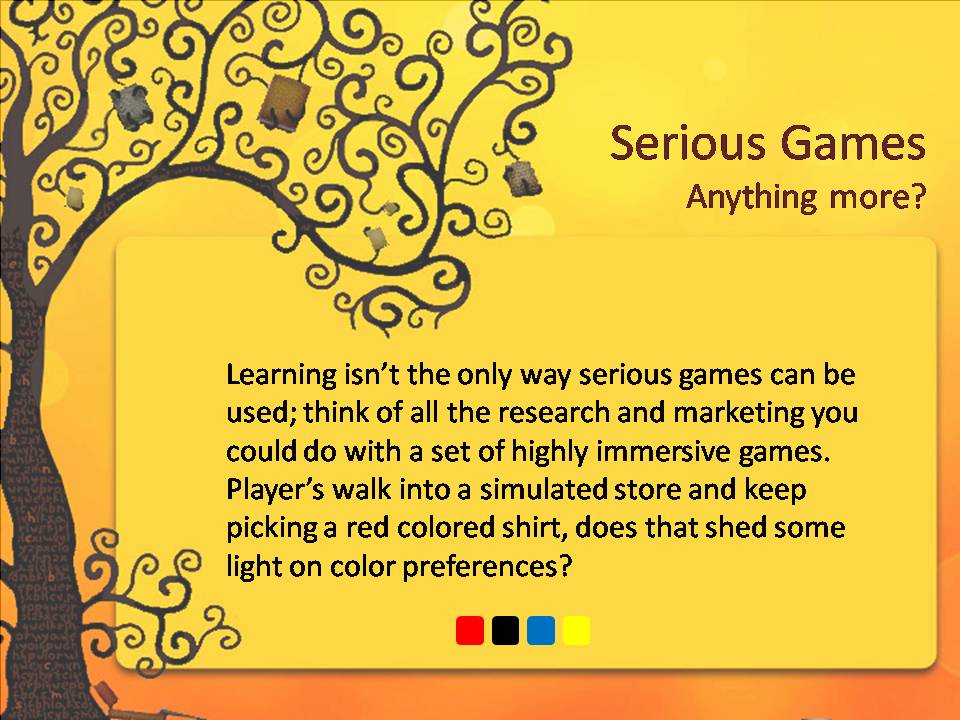 Serious Games
Anything more?
Learning isn't the only way serious games can be
used; think of all the research and marketing you
could do with a set of highly immersive games.
Player's walk into a simulated store and keep
picking a red colored shirt, does that shed some
light on color preferences?